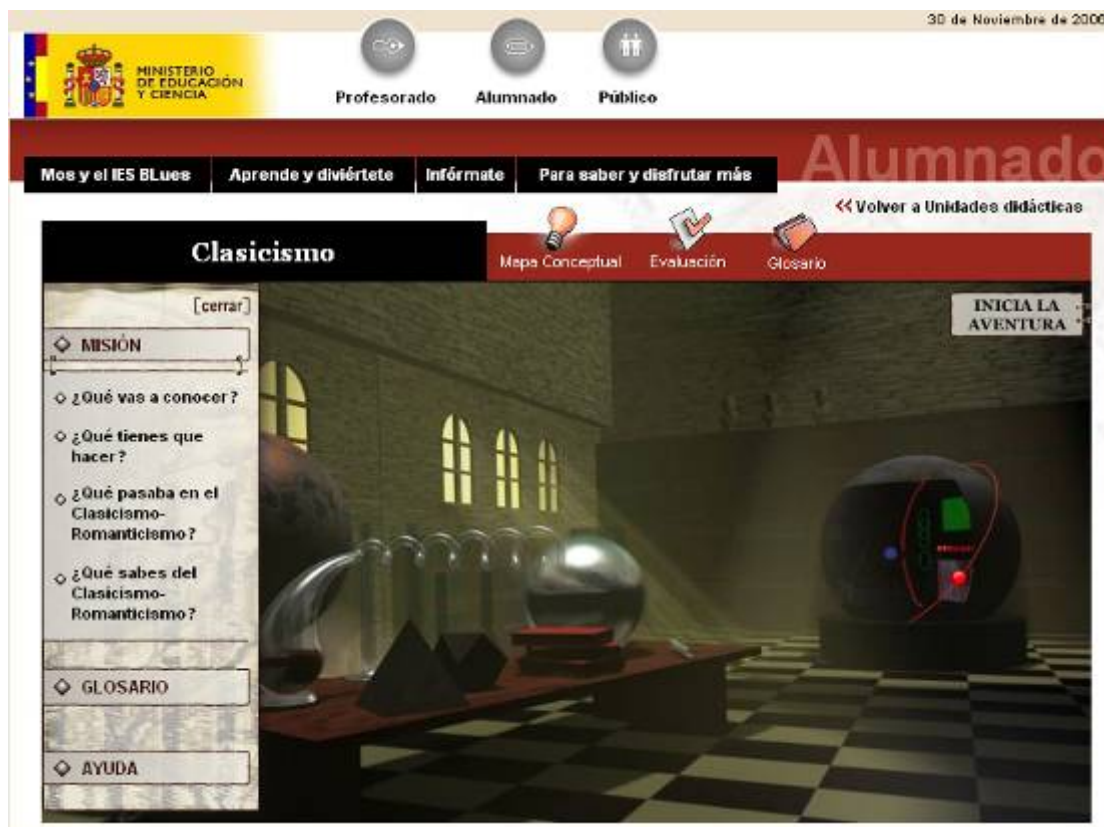 30 de Noviembre de 2006
MINISTERIO
DE EDUCACIÓN
Y CIENCIA
Profesorado
Alumnado
Público
Alumnado
Mos y el IES BLues
Aprende y diviértete
Infórmate
Para saber y disfrutar más
<< Volver a Unidades didácticas
Clasicismo
Mapa Conceptual
Evaluación
Glosario
[cerrar]
INICIA LA
AVENTURA
MISIÓN
¿Qué vas a conocer?
¿Qué tienes que
hacer?
¿Qué pasaba en el
Clasicismo-
Romanticismo?
¿Qué sabes del
Clasicismo-
Romanticismo?
GLOSARIO
AYUDA